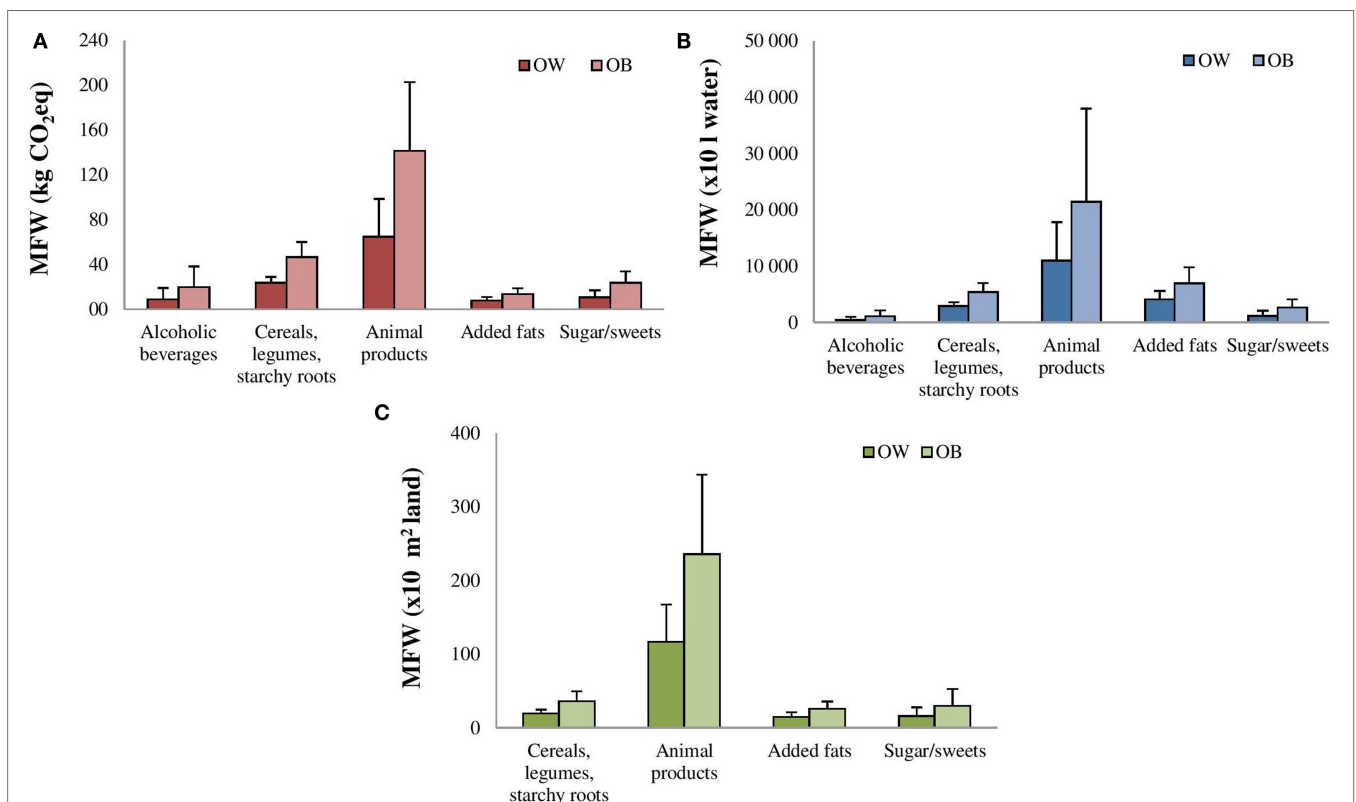 A
MFW (kg CO₂eq)
240
200
160
120
80
40
00
OW OB
Alcoholic beverages
Cereals, legumes, starchy roots
Animal products
Added fats
Sugar/sweets
B
MFW (x10 l water)
50 000
40 000
30 000
20 000
10 000
0
OW OB
Alcoholic beverages
Cereals, legumes, starchy roots
Animal products
Added fats
Sugar/sweets
C
MFW (x10 m² land)
400
300
200
100
0
OW OB
Cereals, legumes, starchy roots
Animal products
Added fats
Sugar/sweets